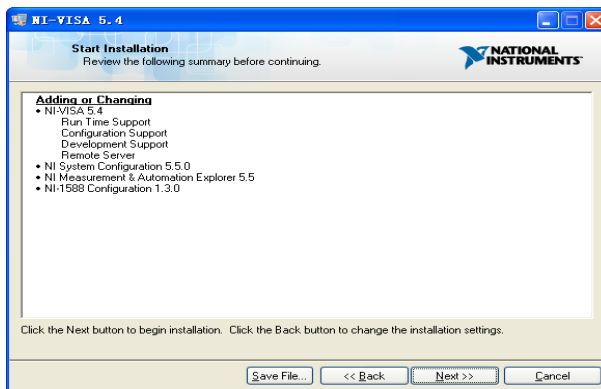 NI-VISA 5.4
Start Installation
Review the following summary before continuing.
NATIONAL
INSTRUMENTS™
Adding or Changing
• NI-VISA 5.4
Run Time Support
Configuration Support
Development Support
Remote Server
• NI System Configuration 5.5.0
• NI Measurement & Automation Explorer 5.5
• NI-1588 Configuration 1.3.0
Click the Next button to begin installation. Click the Back button to change the installation settings.
Save File... << Back Next >> Cancel